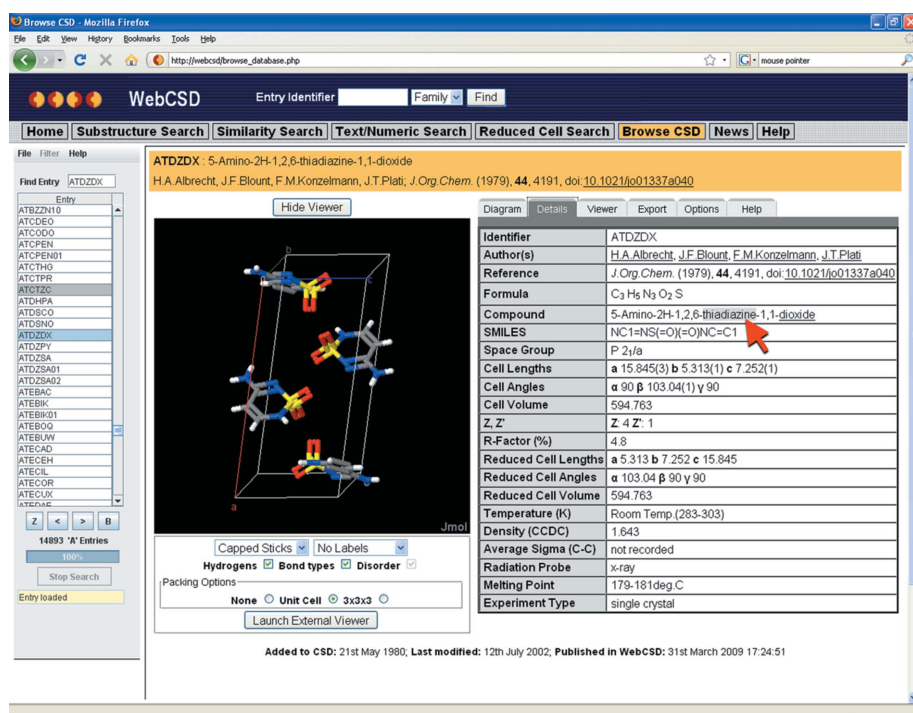 Browse CSD - Mozilla Firefox
File Edit View History Bookmarks Tools Help
http://webcsd/browse_database.php
mouse pointer
WebCSD Entry Identifier Family Find
Home Substructure Search Similarity Search Text/Numeric Search Reduced Cell Search Browse CSD News Help
File Filter Help
Find Entry ATDZDX
Entry
ATBZZN10
ATCDEO
ATCODO
ATCPEN
ATCPEN01
ATCTHG
ATCTPR
ATCTZC
ATDHPA
ATDSCO
ATDSNO
ATDZDX
ATDZPY
ATDZSA
ATDZSA01
ATDZSA02
ATEBAC
ATEBIK
ATEBIK01
ATEBOQ
ATEBUW
ATECAD
ATECEH
ATECIL
ATECOR
ATECUX
ATEDAE
Z < > B
14893 'A' Entries
100%
Stop Search
Entry loaded
ATDZDX : 5-Amino-2H-1,2,6-thiadiazine-1,1-dioxide
H.A.Albrecht, J.F.Blount, F.M.Konzelmann, J.T.Plati; J.Org.Chem. (1979), 44, 4191, doi:10.1021/jo01337a040
Hide Viewer
b
c
a
Jmol
Capped Sticks No Labels
Hydrogens Bond types Disorder
Packing Options
None Unit Cell 3x3x3
Launch External Viewer
Diagram Details Viewer Export Options Help
Identifier ATDZDX
Author(s) H.A.Albrecht, J.F.Blount, F.M.Konzelmann, J.T.Plati
Reference J.Org.Chem. (1979), 44, 4191, doi:10.1021/jo01337a040
Formula C3 H5 N3 O2 S
Compound 5-Amino-2H-1,2,6-thiadiazine-1,1-dioxide
SMILES NC1=NS(=O)(=O)NC=C1
Space Group P 21/a
Cell Lengths a 15.845(3) b 5.313(1) c 7.252(1)
Cell Angles α 90 β 103.04(1) γ 90
Cell Volume 594.763
Z, Z' Z: 4 Z': 1
R-Factor (%) 4.8
Reduced Cell Lengths a 5.313 b 7.252 c 15.845
Reduced Cell Angles α 103.04 β 90 γ 90
Reduced Cell Volume 594.763
Temperature (K) Room Temp.(283-303)
Density (CCDC) 1.643
Average Sigma (C-C) not recorded
Radiation Probe x-ray
Melting Point 179-181deg.C
Experiment Type single crystal
Added to CSD: 21st May 1980; Last modified: 12th July 2002; Published in WebCSD: 31st March 2009 17:24:51